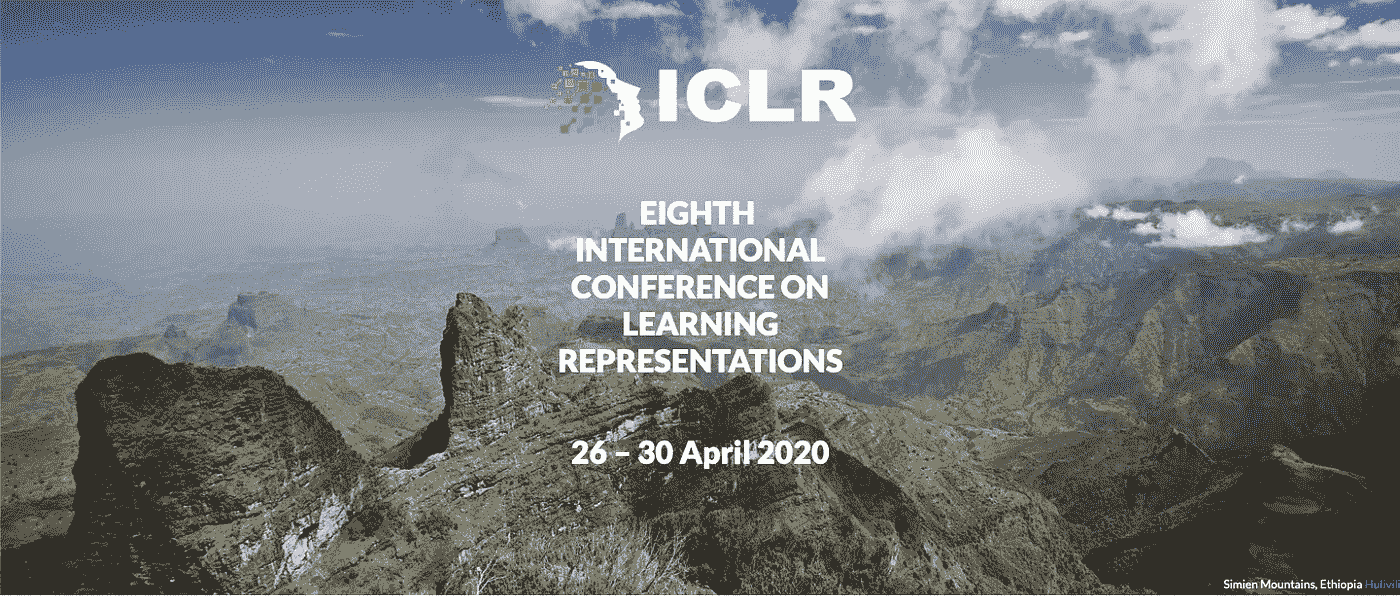 ICLR
EIGHTH
INTERNATIONAL
CONFERENCE ON
LEARNING
REPRESENTATIONS
26 – 30 April 2020
Simien Mountains, Ethiopia